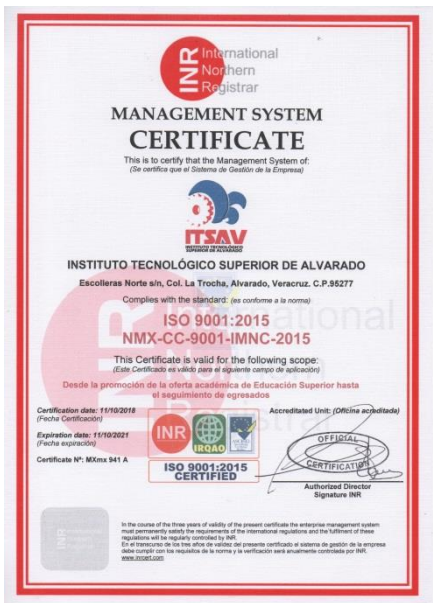 INR International
Northern
Registrar
MANAGEMENT SYSTEM
CERTIFICATE
This is to certify that the Management System of:
(Se certifica que el Sistema de Gestión de la Empresa)
ITSAV
INSTITUTO TECNOLÓGICO
SUPERIOR DE ALVARADO
INSTITUTO TECNOLÓGICO SUPERIOR DE ALVARADO
Escolleras Norte s/n, Col. La Trocha, Alvarado, Veracruz. C.P.95277
Complies with the standard: (es conforme a la norma)
ISO 9001:2015
NMX-CC-9001-IMNC-2015
This Certificate is valid for the following scope:
(Este Certificado es válido para el siguiente campo de aplicación)
Desde la promoción de la oferta académica de Educación Superior hasta
el seguimiento de egresados
Certification date: 11/10/2018
(Fecha Certificación)
Expiration date: 11/10/2021
(Fecha expiración)
Certificate Nº: MXmx 941 A
INR
IRQAO
ISO 9001:2015
CERTIFIED
Accreditated Unit: (Oficina acreditada)
OFFICIAL
CERTIFICATION
Authorized Director
Signature INR
In the course of the three years of validity of the present certificate the enterprise management system
must permanently satisfy the requirements of the international regulations and the fulfilment of these
regulations will be regularly controlled by INR.
En el transcurso de los tres años de validez del presente certificado el sistema de gestión de la empresa
debe cumplir con los requisitos de la norma y la verificación será anualmente controlada por INR.
www.inrcert.com